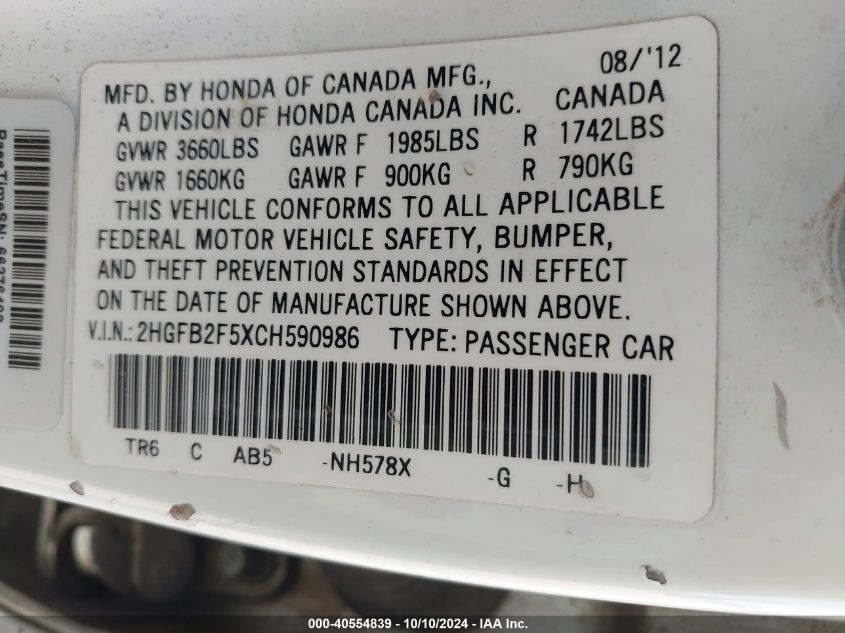 08/'12
MFD. BY HONDA OF CANADA MFG.,
A DIVISION OF HONDA CANADA INC. CANADA
GVWR 3660LBS GAWR F 1985LBS R 1742LBS
GVWR 1660KG GAWR F 900KG R 790KG
THIS VEHICLE CONFORMS TO ALL APPLICABLE
FEDERAL MOTOR VEHICLE SAFETY, BUMPER,
AND THEFT PREVENTION STANDARDS IN EFFECT
ON THE DATE OF MANUFACTURE SHOWN ABOVE.
V.I.N.: 2HGFB2F5XCH590986 TYPE: PASSENGER CAR
TR6 C AB5 -NH578X -G -H
000-40554839 - 10/10/2024 - IAA Inc.